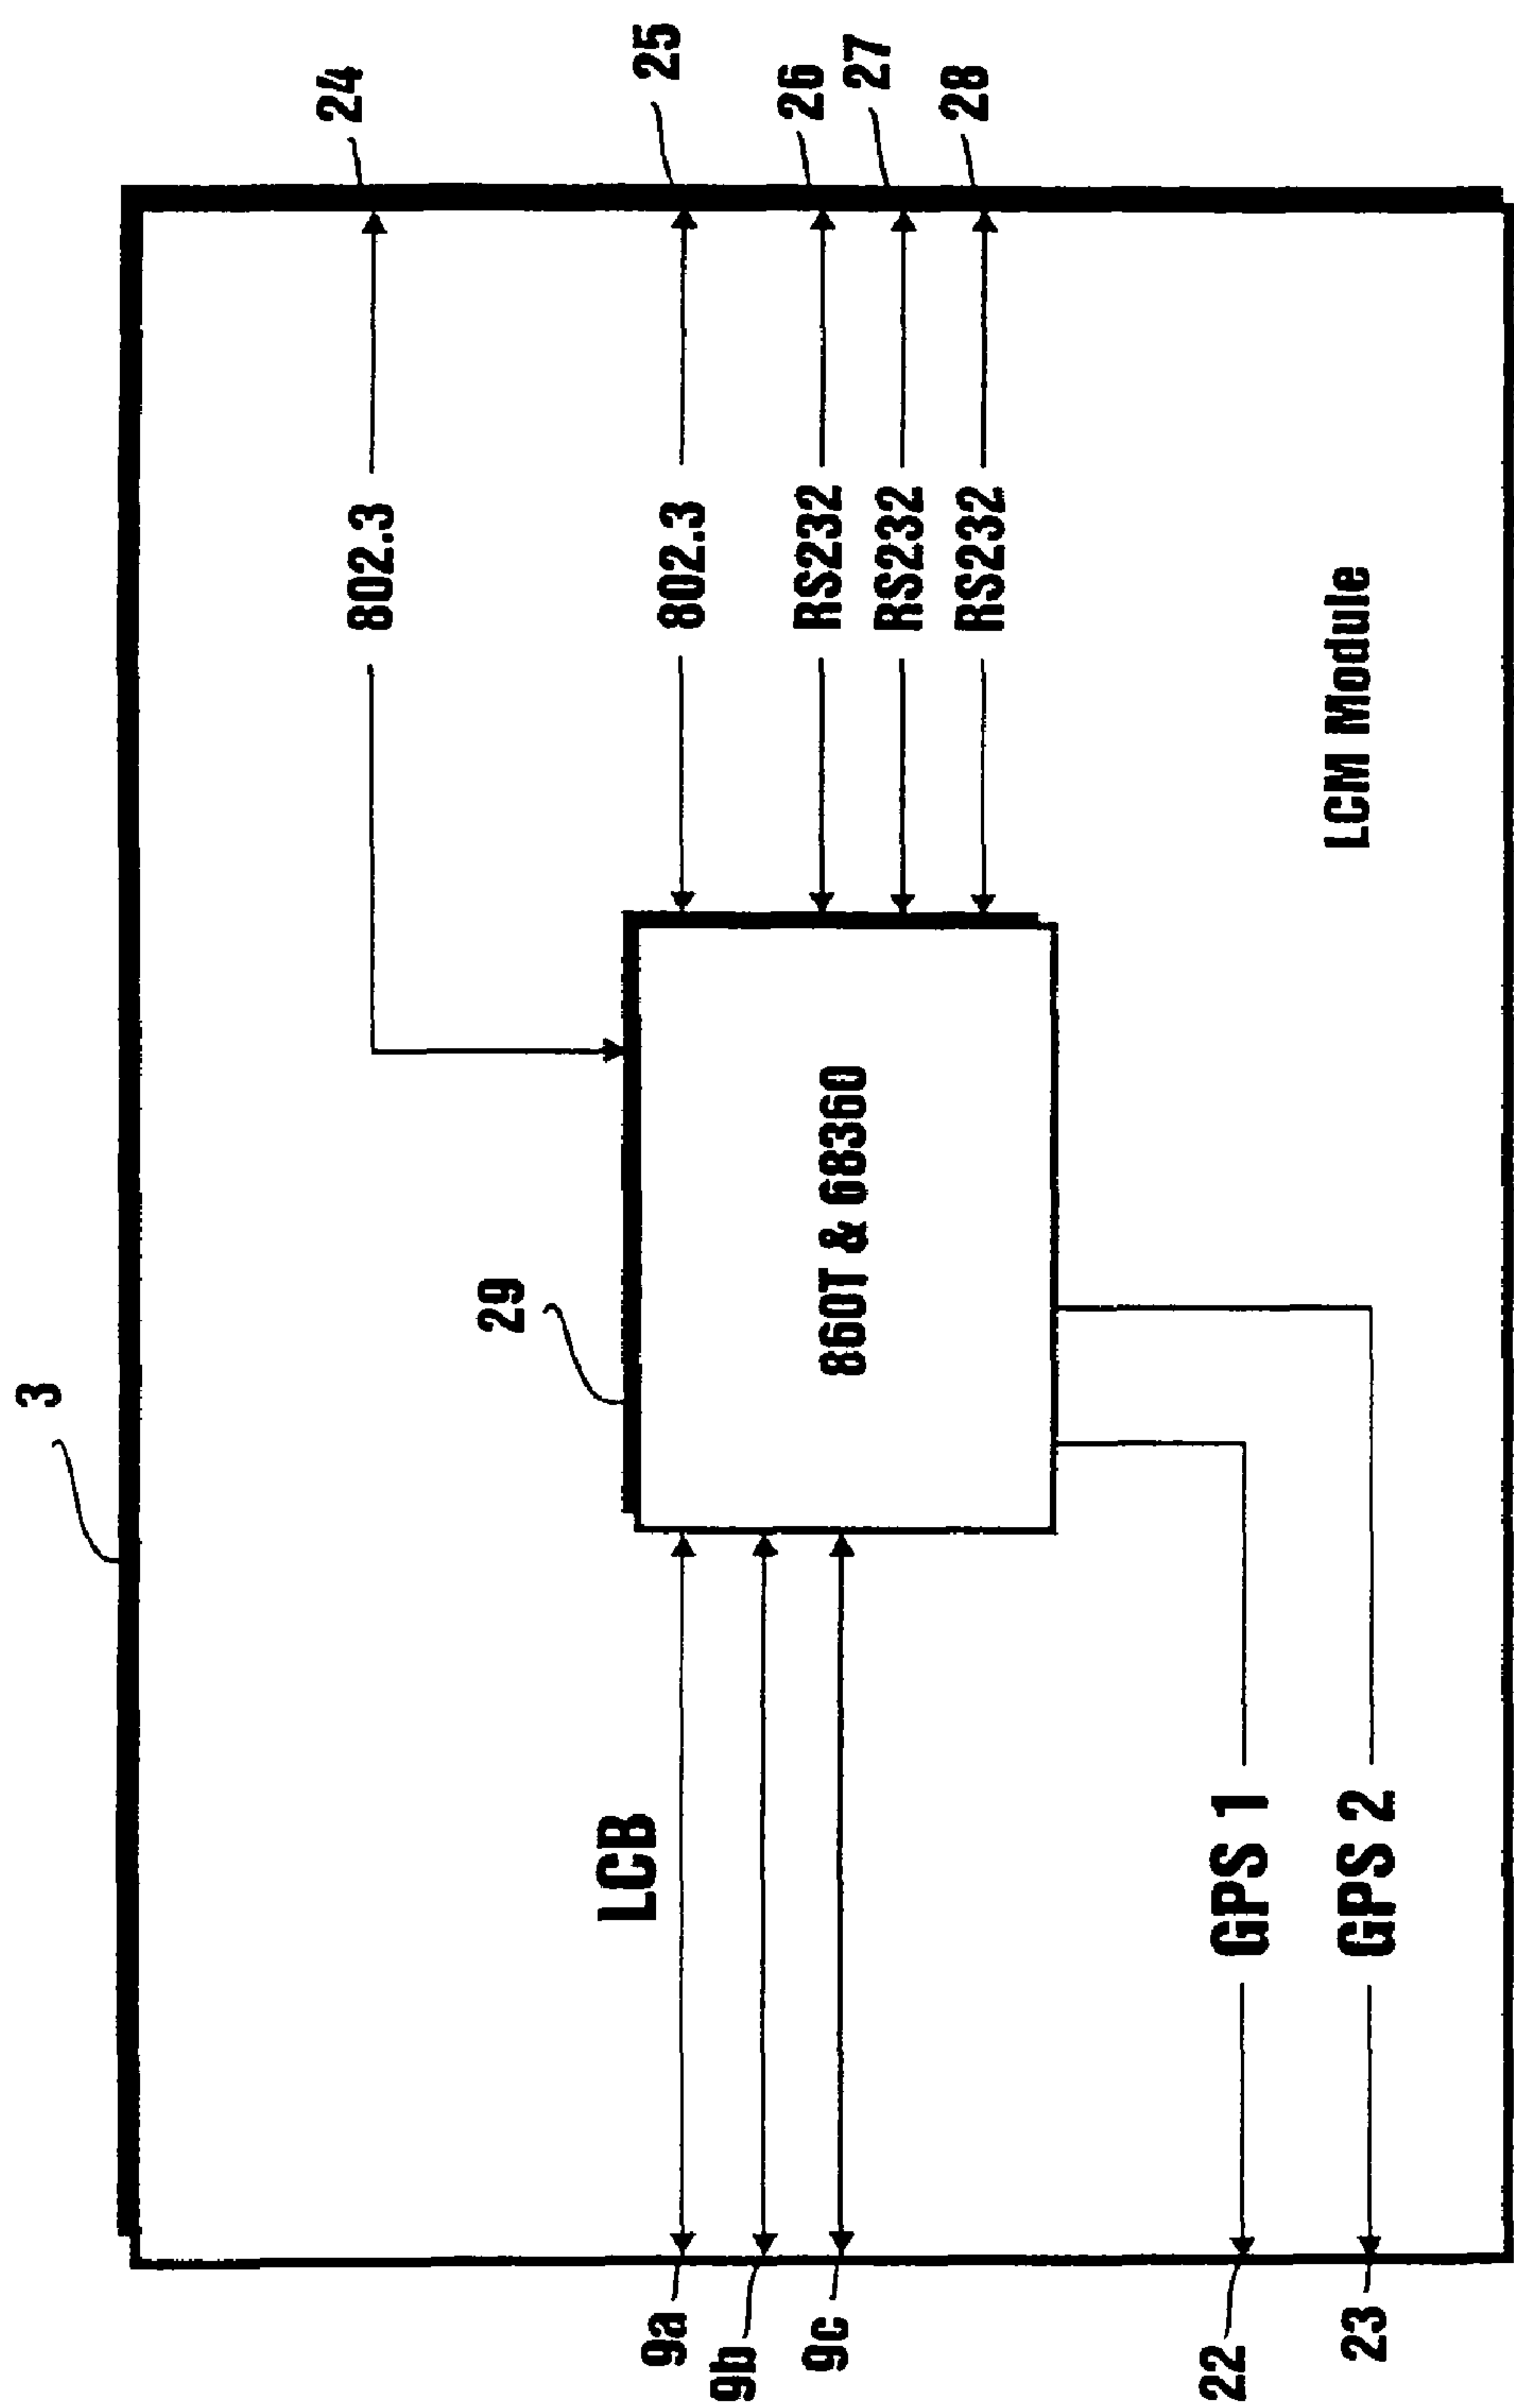 3
24
802.3
25
29
LCB
802.3
26
9a
27
9b
860T & 68360
RS232
28
9c
RS232
RS232
22
GPS 1
23
GPS 2
LCM Module